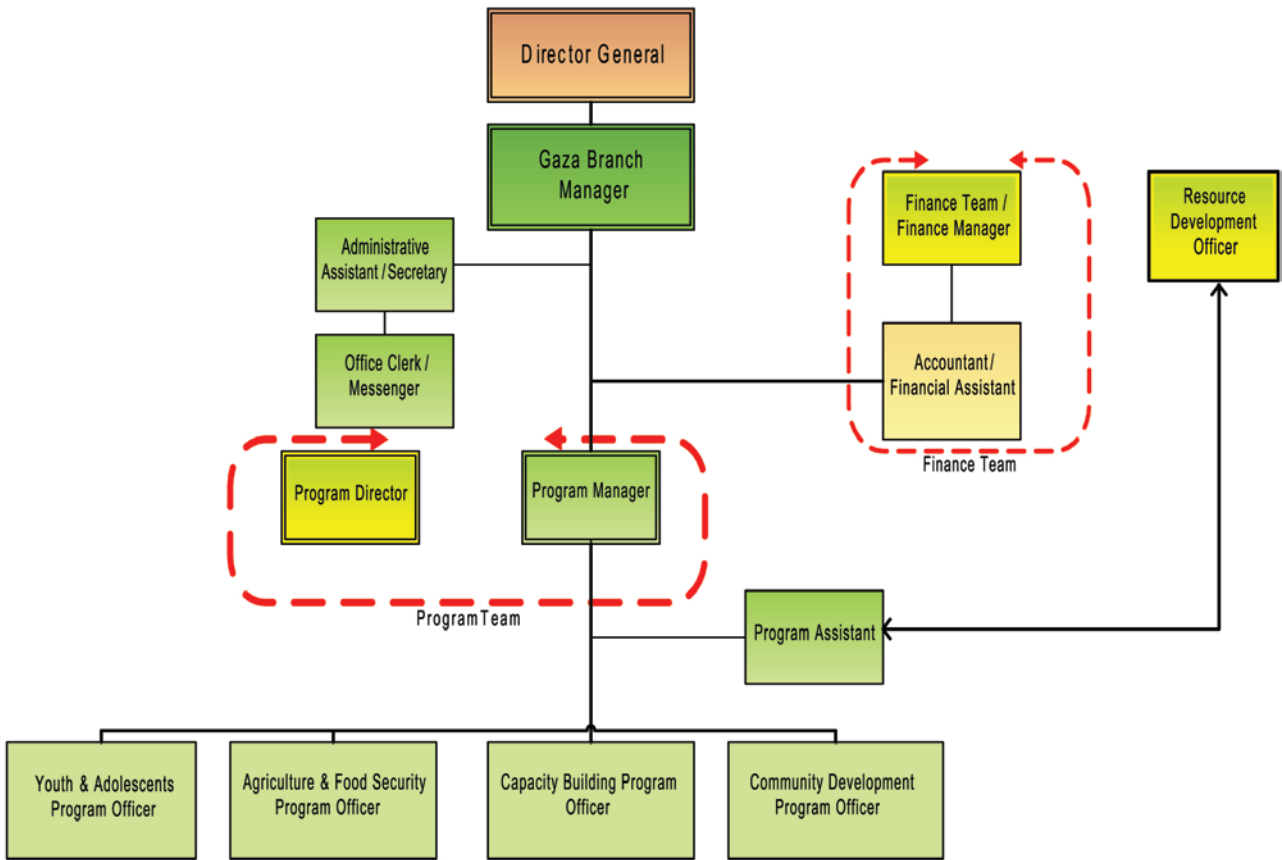 Director General
Gaza Branch
Manager
Finance Team /
Finance Manager
Resource
Development
Officer
Administrative
Assistant / Secretary
Office Clerk /
Messenger
Accountant /
Financial Assistant
Finance Team
Program Director
Program Manager
Program Team
Program Assistant
Youth & Adolescents
Program Officer
Agriculture & Food Security
Program Officer
Capacity Building Program
Officer
Community Development
Program Officer